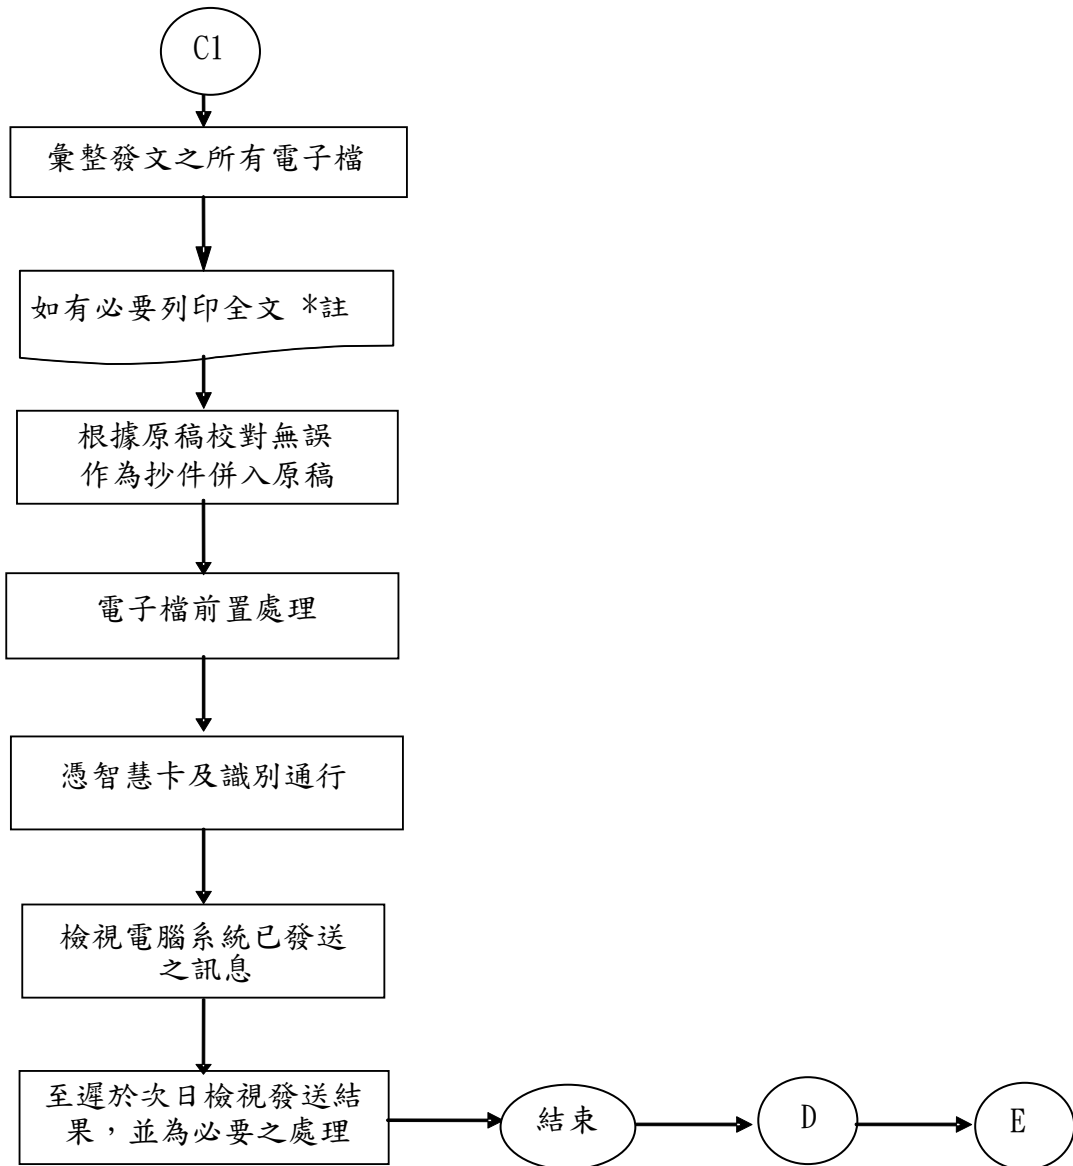 C1
彙整發文之所有電子檔
如有必要列印全文 *註
根據原稿校對無誤
作為抄件併入原稿
電子檔前置處理
憑智慧卡及識別通行
檢視電腦系統已發送
之訊息
至遲於次日檢視發送結
果，並為必要之處理
結束
D
E